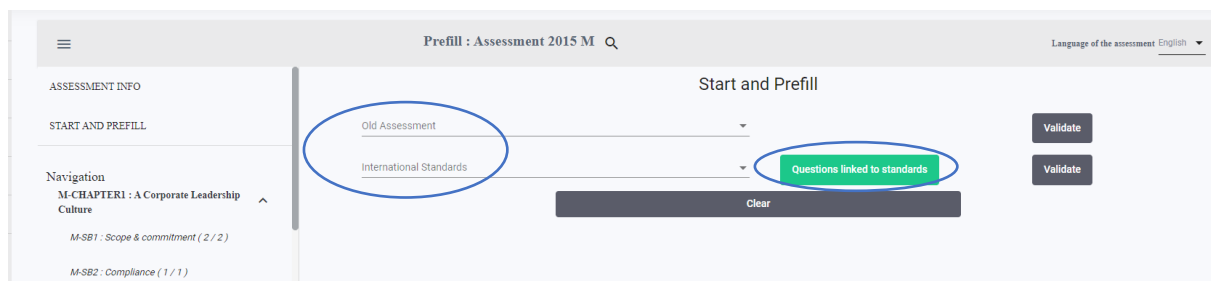 Prefill : Assessment 2015 M
Language of the assessment English
ASSESSMENT INFO
START AND PREFILL
Navigation
M-CHAPTER1 : A Corporate Leadership
Culture
M-SB1 : Scope & commitment ( 2 / 2 )
M-SB2 : Compliance ( 1 / 1 )
Start and Prefill
Old Assessment
Validate
International Standards
Questions linked to standards
Validate
Clear